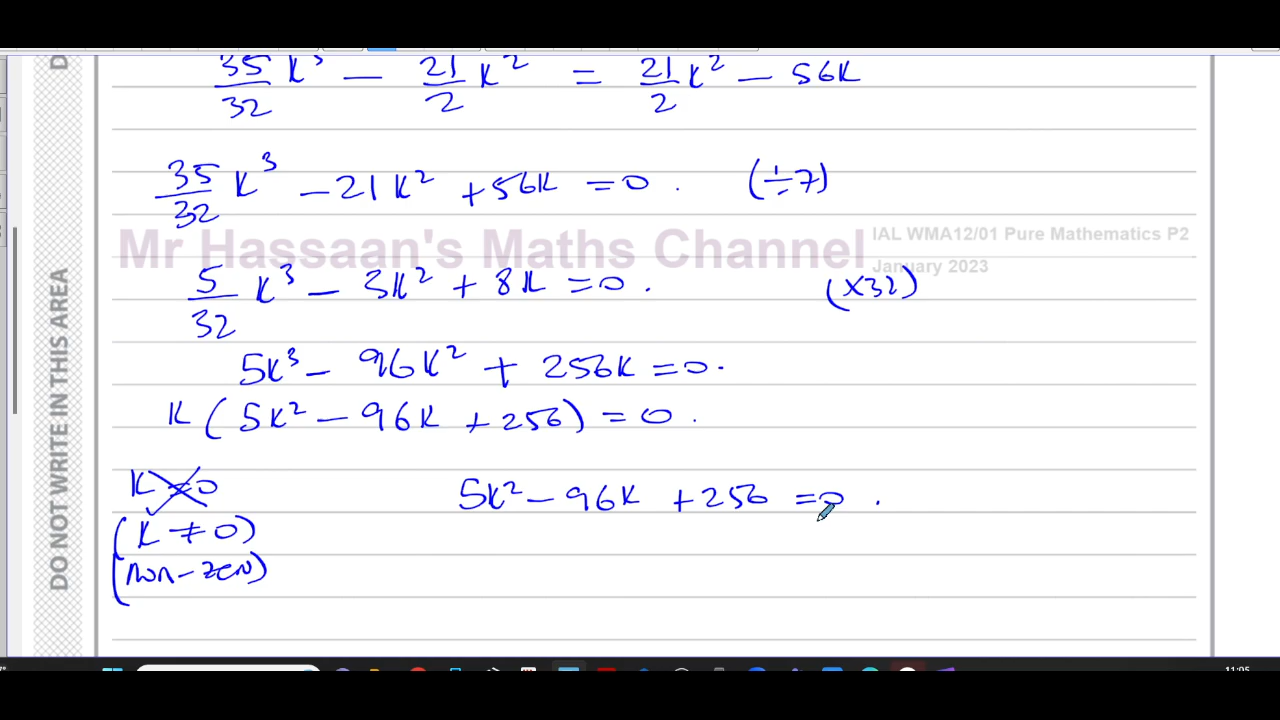 35/32 K³ − 21/2 K² = 21/2 K² − 56K
35/32 K³ − 21K² + 56K = 0 . (÷7)
Mr Hassaan's Maths Channel
IAL WMA12/01 Pure Mathematics P2
January 2023
5/32 K³ − 3K² + 8K = 0 . (×32)
5K³ − 96K² + 256K = 0 .
K(5K² − 96K + 256) = 0 .
K = 0
5K² − 96K + 256 = 0 .
(K ≠ 0)
(non-zero)
DO NOT WRITE IN THIS AREA
11:05